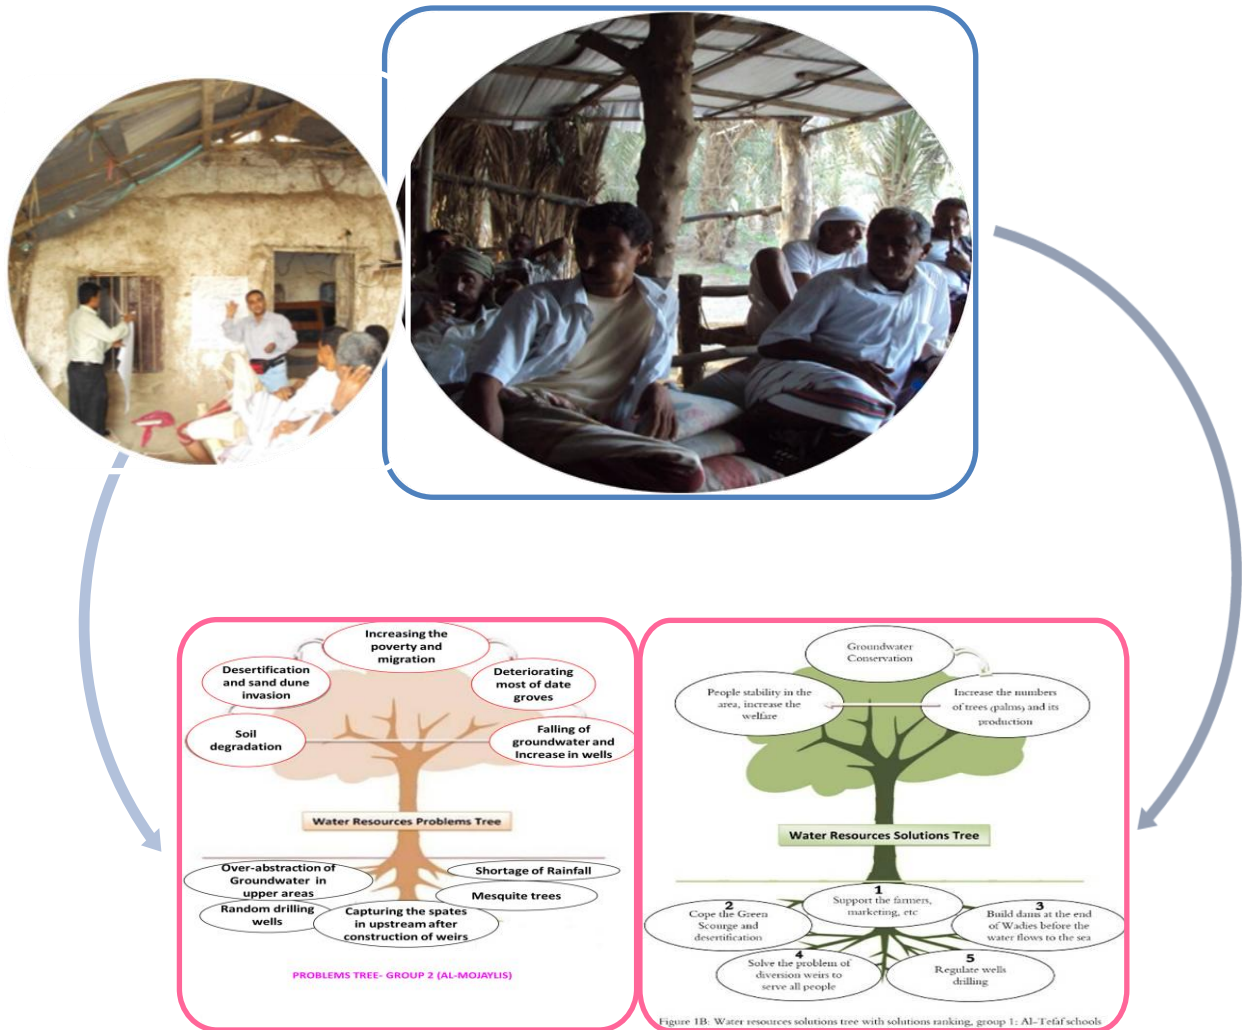 Increasing the
poverty and
migration
Desertification
and sand dune
invasion
Deteriorating
most of date
groves
Soil
degradation
Falling of
groundwater and
Increase in wells
Water Resources Problems Tree
Over-abstraction of
Groundwater in
upper areas
Shortage of Rainfall
Mesquite trees
Random drilling
wells
Capturing the spates
in upstream after
construction of weirs
PROBLEMS TREE- GROUP 2 (AL-MOJAYLIS)
Groundwater
Conservation
People stability in the
area, increase the
welfare
Increase the numbers
of trees (palms) and its
production
Water Resources Solutions Tree
1
Support the farmers,
marketing, etc
2
Cope the Green
Scourge and
desertification
3
Build dams at the end
of Wadies before the
water flows to the sea
4
Solve the problem of
diversion weirs to
serve all people
5
Regulate wells
drilling
Figure 1B: Water resources solutions tree with solutions ranking, group 1: Al-Tefaf schools